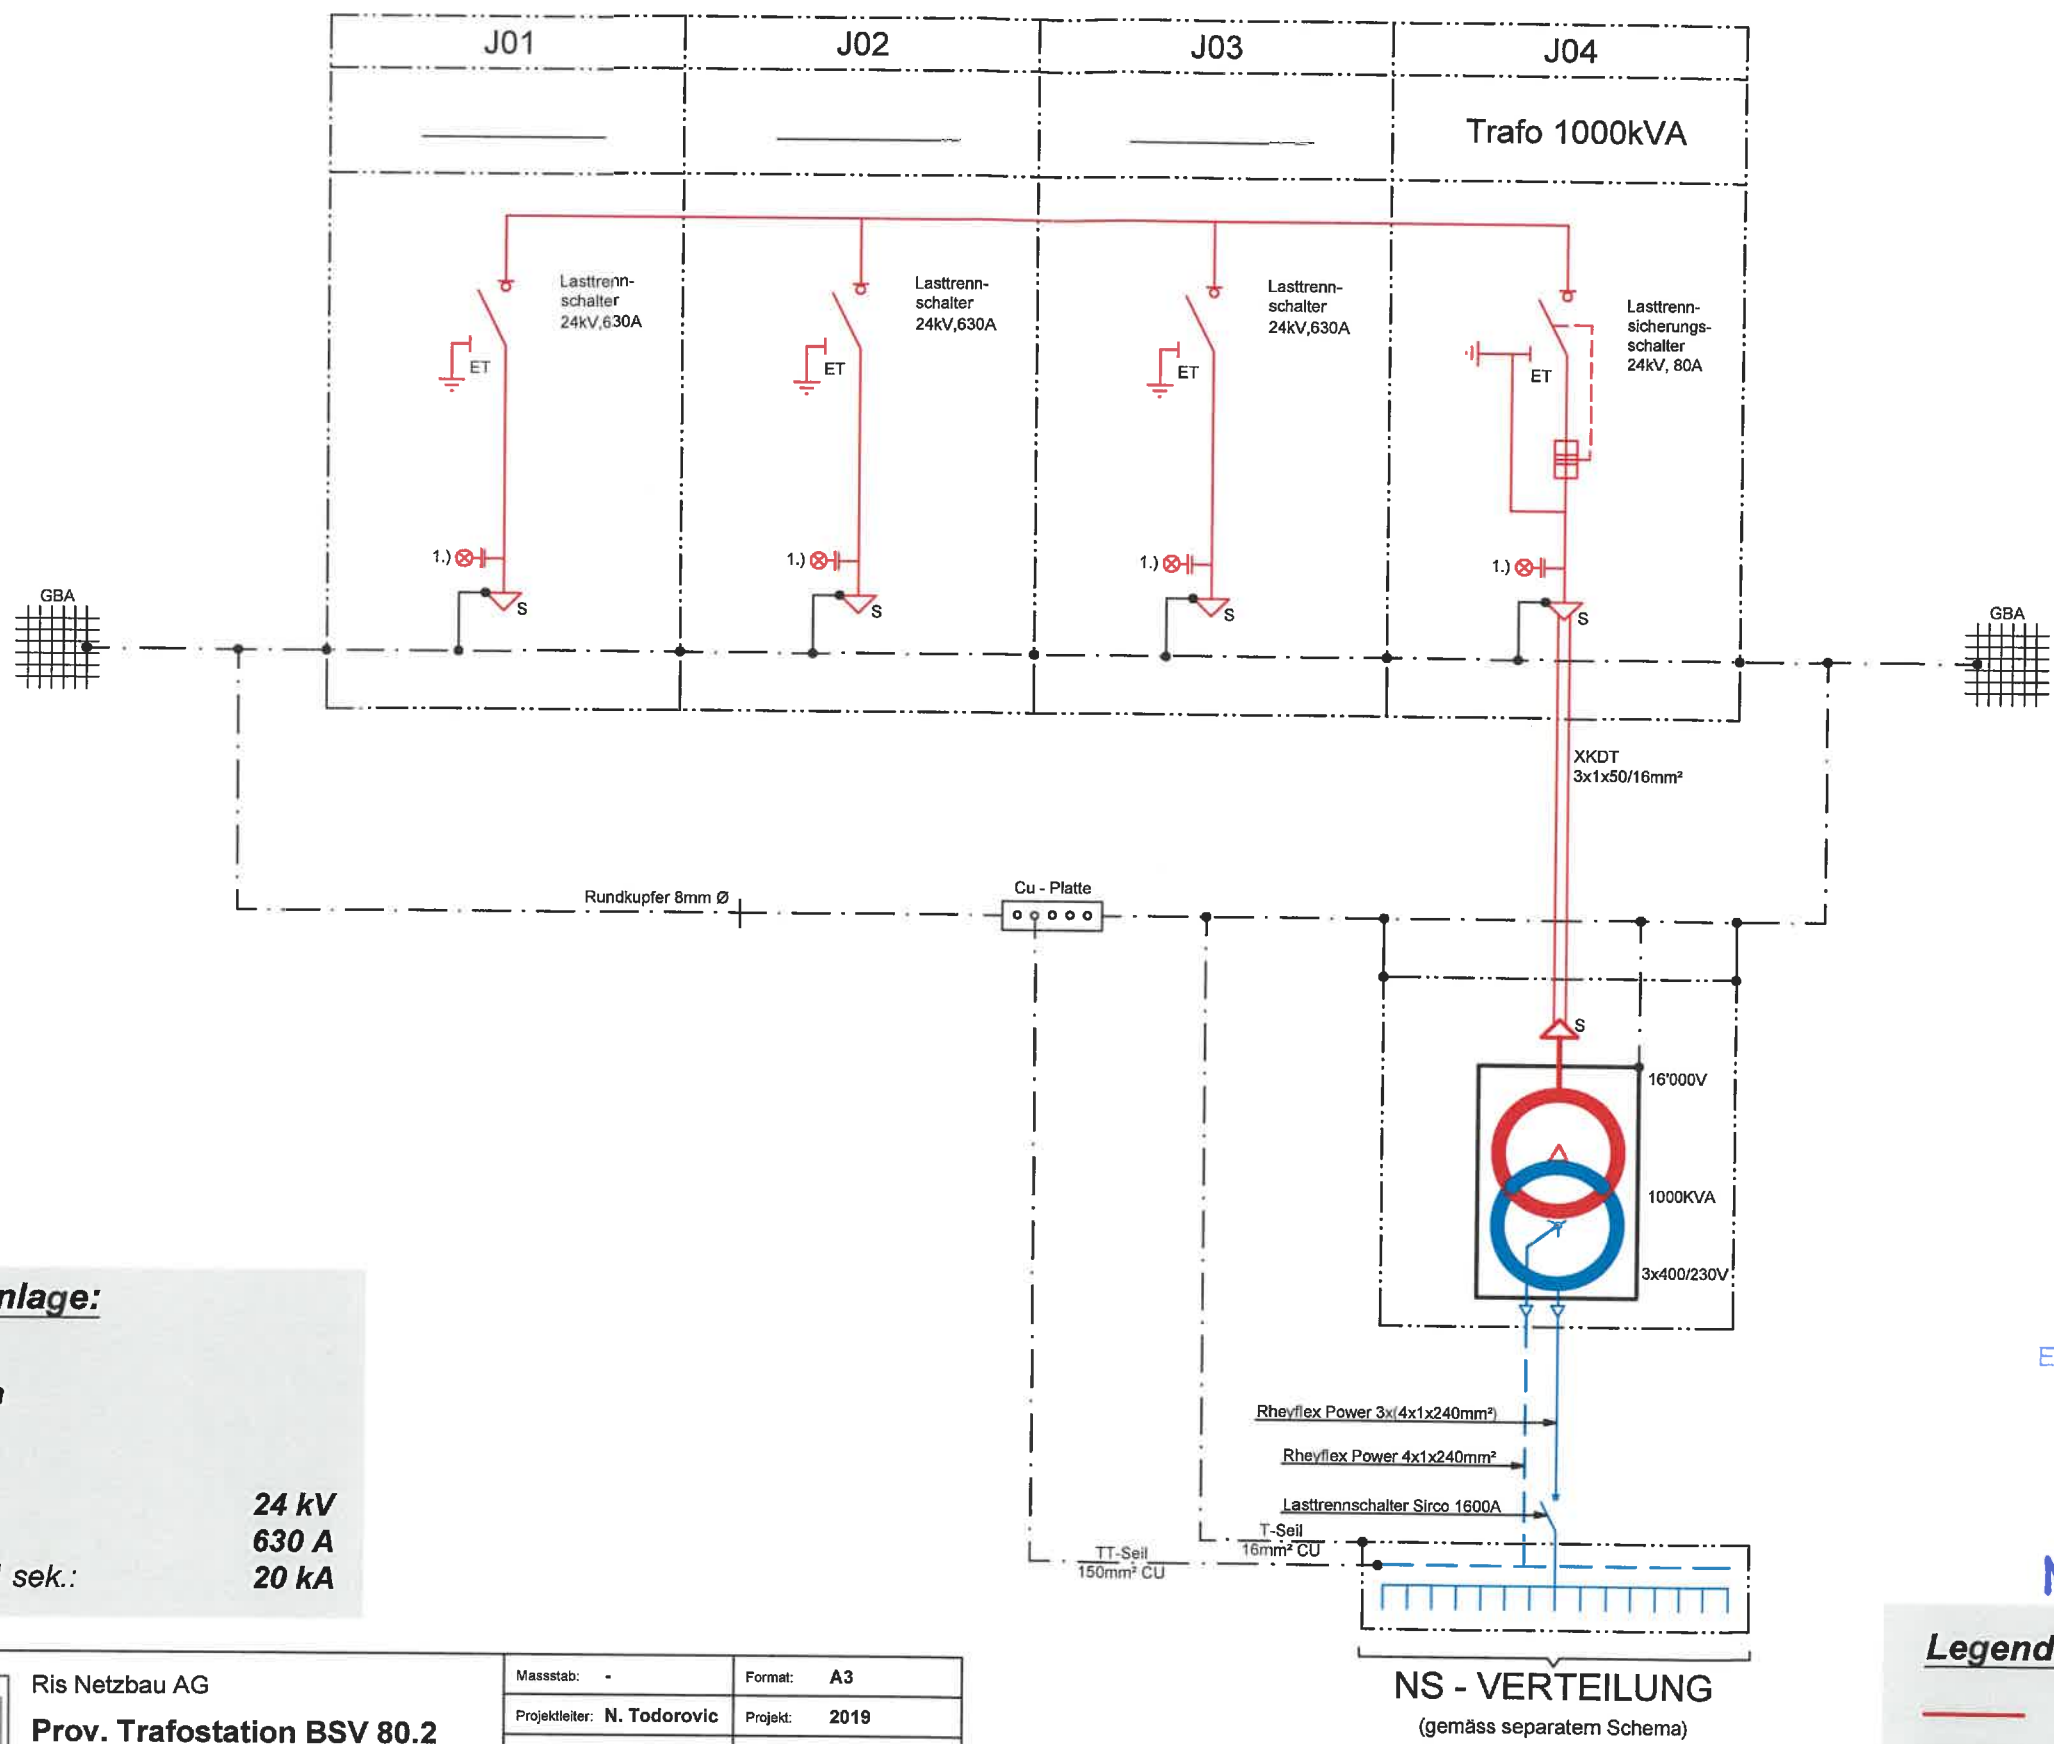 J01
J02
J03
J04
Trafo 1000kVA
Lasttrenn-
schalter
24kV,630A
Lasttrenn-
schalter
24kV,630A
Lasttrenn-
schalter
24kV,630A
Lasttrenn-
sicherungs-
schalter
24kV, 80A
ET
ET
ET
ET
1.)
1.)
1.)
1.)
S
S
S
S
GBA
GBA
XKDT
3x1x50/16mm²
Rundkupfer 8mm Ø
Cu - Platte
S
16'000V
1000KVA
3x400/230V
Rheyflex Power 3x(4x1x240mm²)
Rheyflex Power 4x1x240mm²
Lasttrennschalter Sirco 1600A
T-Seil
16mm² CU
TT-Seil
150mm² CU
NS - VERTEILUNG
(gemäss separatem Schema)
nlage:
24 kV
630 A
sek.: 20 kA
Ris Netzbau AG
Prov. Trafostation BSV 80.2
Massstab: -
Format: A3
Projektleiter: N. Todorovic
Projekt: 2019
Legend